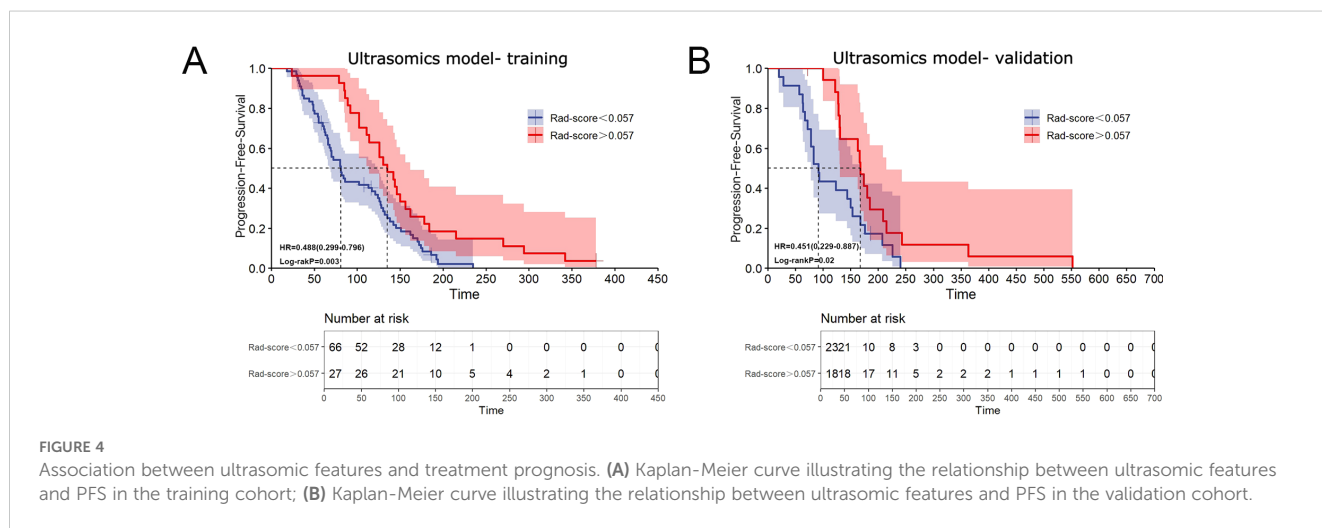 A
Ultrasomics model- training
Progression-Free-Survival
1.0
0.8
0.6
0.4
0.2
0.0
Rad-score<0.057
Rad-score>0.057
HR=0.488(0.299-0.796)
Log-rakP=0.003
0 50 100 150 200 250 300 350 400 450
Time
Number at risk
Rad-score<0.057 66 52 28 12 1 0 0 0 0 0
Rad-score>0.057 27 26 21 10 5 4 2 1 0 0
0 50 100 150 200 250 300 350 400 450
Time
B
Ultrasomics model- validation
Progression-Free-Survival
1.0
0.8
0.6
0.4
0.2
0.0
Rad-score<0.057
Rad-score>0.057
HR=0.451(0.229-0.887)
Log-rankP=0.02
0 50 100 150 200 250 300 350 400 450 500 550 600 650 700
Time
Number at risk
Rad-score<0.057 2321 10 8 3 0 0 0 0 0 0 0 0 0 0
Rad-score>0.057 1818 17 11 5 2 2 2 1 1 1 1 0 0 0
0 50 100 150 200 250 300 350 400 450 500 550 600 650 700
Time
FIGURE 4
Association between ultrasomic features and treatment prognosis. (A) Kaplan-Meier curve illustrating the relationship between ultrasomic features
and PFS in the training cohort; (B) Kaplan-Meier curve illustrating the relationship between ultrasomic features and PFS in the validation cohort.